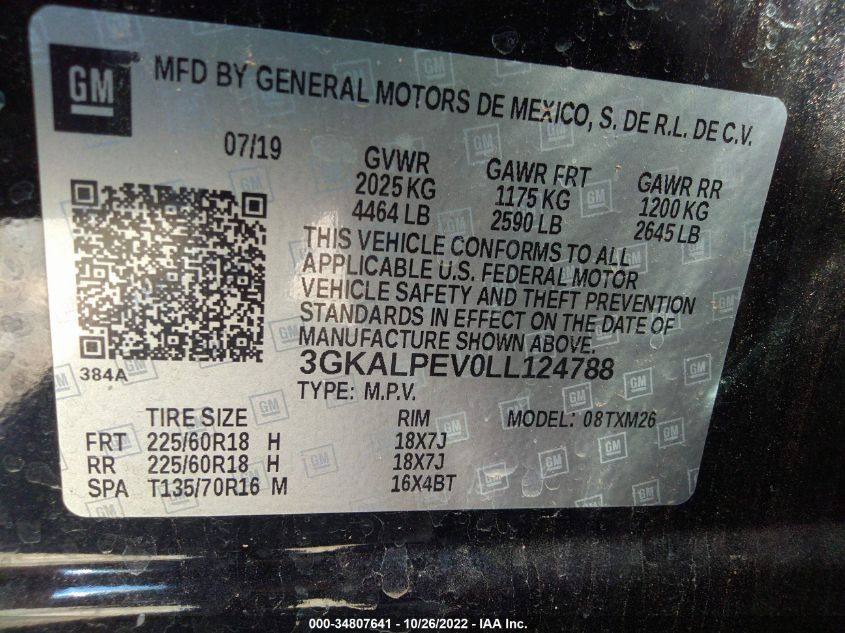 GM
MFD BY GENERAL MOTORS DE MEXICO, S. DE R.L. DE C.V.
07/19
GVWR GAWR FRT GAWR RR
2025 KG 1175 KG 1200 KG
4464 LB 2590 LB 2645 LB
THIS VEHICLE CONFORMS TO ALL
APPLICABLE U.S. FEDERAL MOTOR
VEHICLE SAFETY AND THEFT PREVENTION
STANDARDS IN EFFECT ON THE DATE OF
MANUFACTURE SHOWN ABOVE.
384A
3GKALPEV0LL124788
TYPE: M.P.V.
TIRE SIZE RIM MODEL: 08TXM26
FRT 225/60R18 H 18X7J
RR 225/60R18 H 18X7J
SPA T135/70R16 M 16X4BT
000-34807641 - 10/26/2022 - IAA Inc.